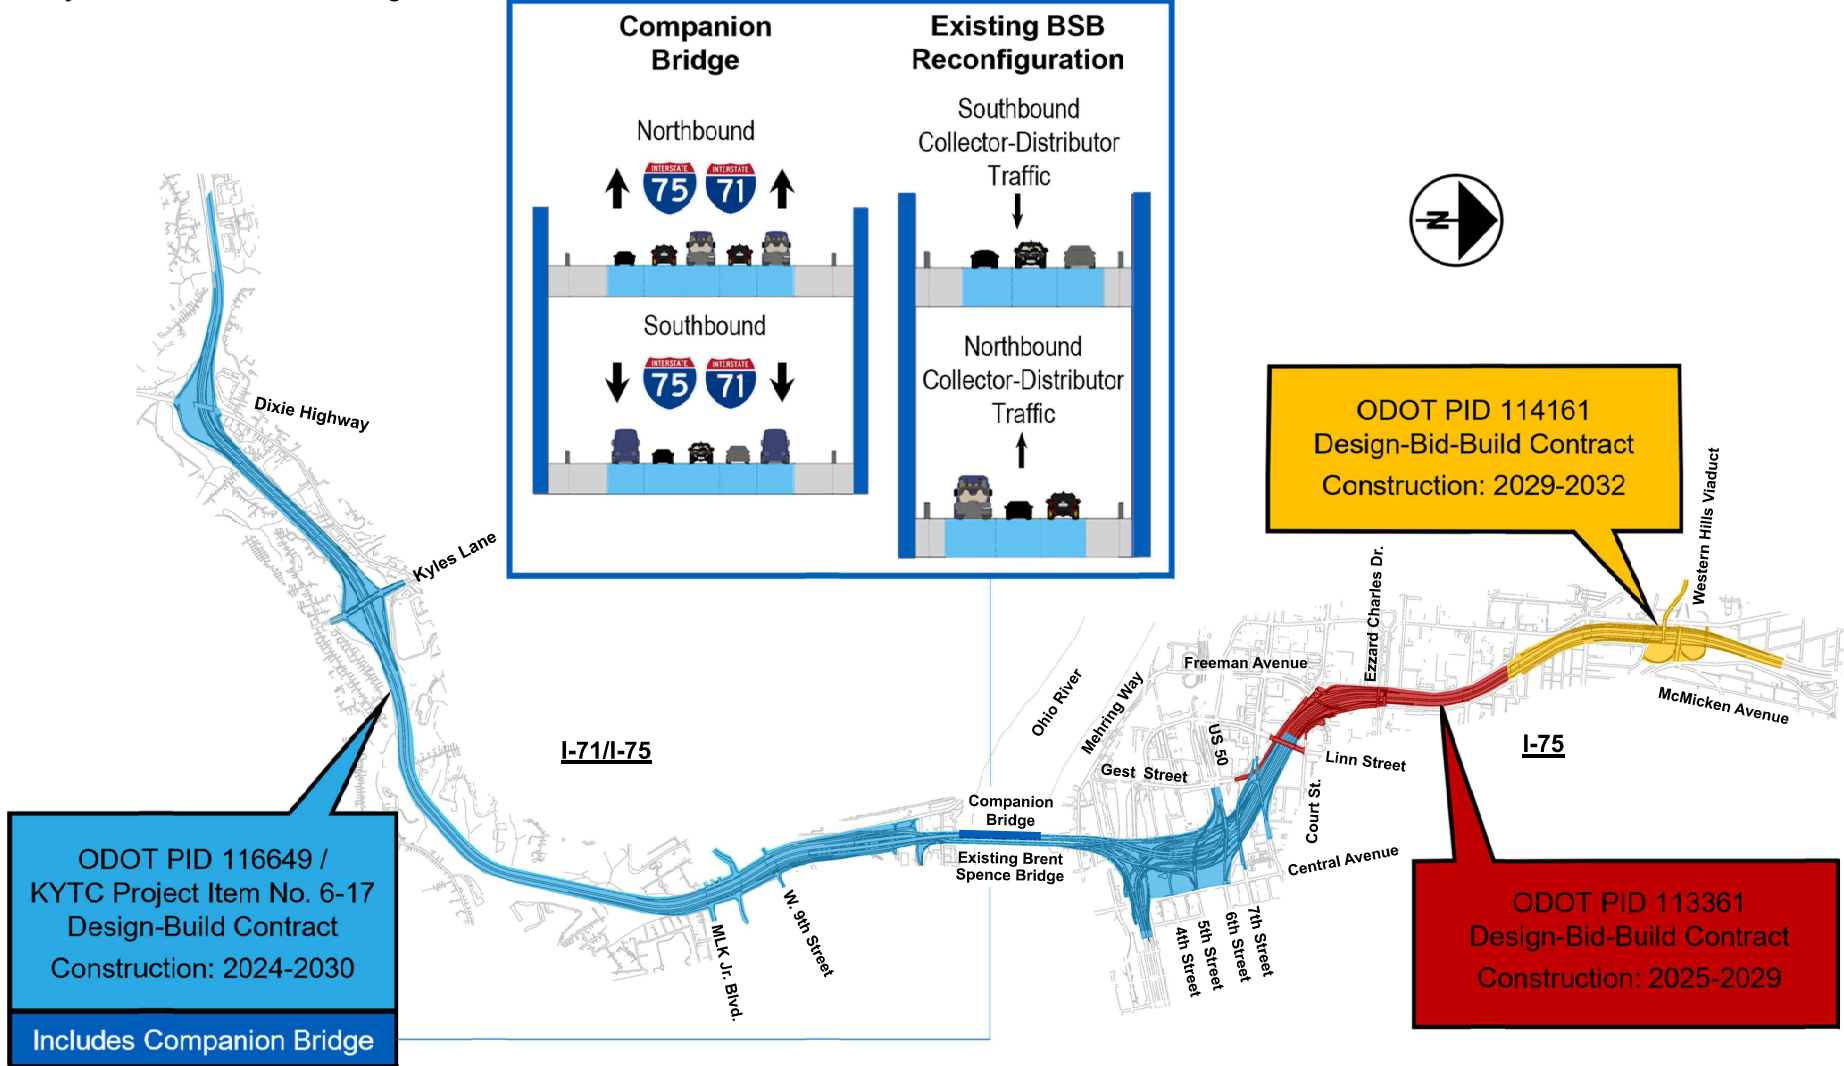 Companion
Bridge
Existing BSB
Reconfiguration
Northbound
INTERSTATE
75
INTERSTATE
71
Southbound
INTERSTATE
75
INTERSTATE
71
Southbound
Collector-Distributor
Traffic
Northbound
Collector-Distributor
Traffic
N
ODOT PID 114161
Design-Bid-Build Contract
Construction: 2029-2032
Western Hills Viaduct
Dixie Highway
Kyles Lane
Ezzard Charles Dr.
Freeman Avenue
Ohio River
Mehring Way
McMicken Avenue
I-71/I-75
US 50
I-75
Linn Street
Gest Street
Court St.
Companion
Bridge
Existing Brent
Spence Bridge
Central Avenue
ODOT PID 116649 /
KYTC Project Item No. 6-17
Design-Build Contract
Construction: 2024-2030
Includes Companion Bridge
MLK Jr. Blvd.
W. 9th Street
4th Street
5th Street
6th Street
7th Street
ODOT PID 113361
Design-Bid-Build Contract
Construction: 2025-2029